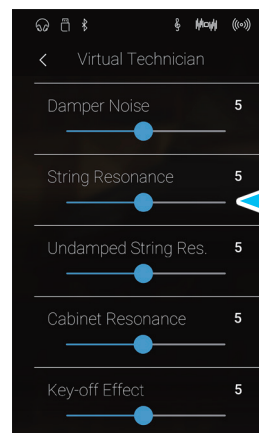 Virtual Technician
Damper Noise 5
String Resonance 5
Undamped String Res. 5
Cabinet Resonance 5
Key-off Effect 5